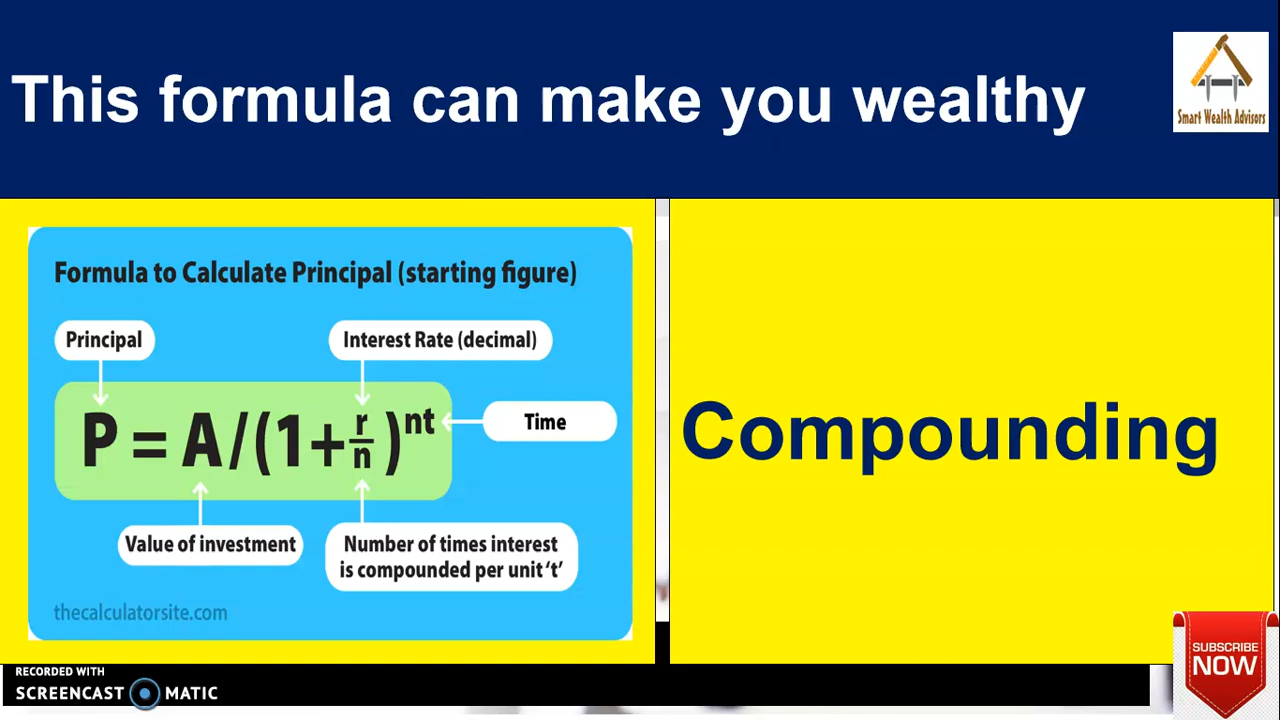 This formula can make you wealthy
Smart Wealth Advisors
Formula to Calculate Principal (starting figure)
Principal
Interest Rate (decimal)
P = A/(1+r/n)^nt
Time
Value of investment
Number of times interest
is compounded per unit 't'
thecalculatorsite.com
Compounding
SUBSCRIBE
NOW
RECORDED WITH
SCREENCAST MATIC